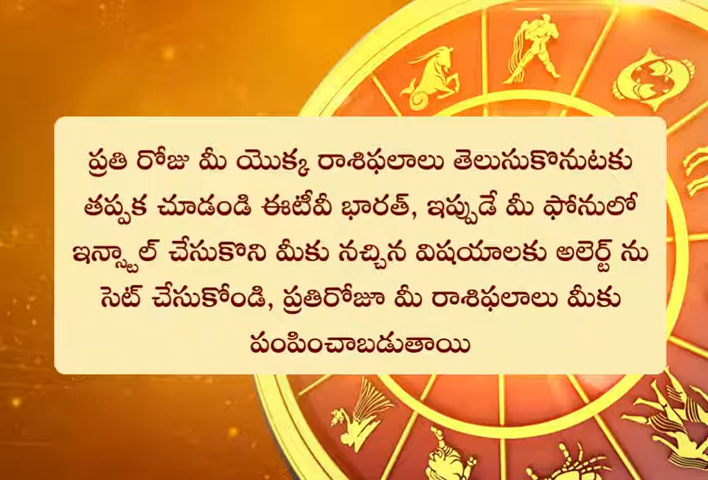 ప్రతి రోజు మీ యొక్క రాశిఫలాలు తెలుసుకొనుటకు
తప్పక చూడండి ఈటీవీ భారత్, ఇప్పుడే మీ ఫోనులో
ఇన్స్టాల్ చేసుకొని మీకు నచ్చిన విషయాలకు అలెర్ట్ ను
సెట్ చేసుకోండి, ప్రతిరోజూ మీ రాశిఫలాలు మీకు
పంపించాబడుతాయి